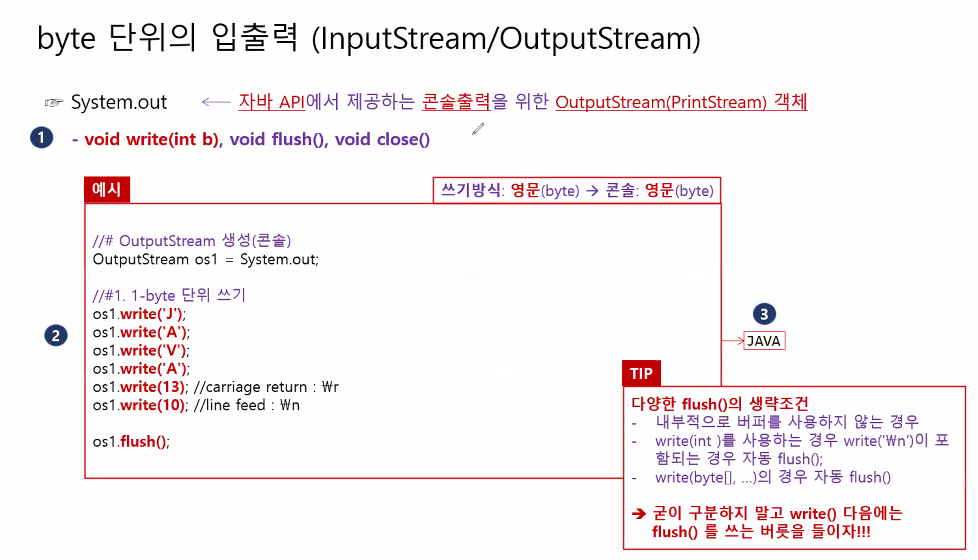 byte 단위의 입출력 (InputStream/OutputStream)
☞ System.out ← 자바 API에서 제공하는 콘솔출력을 위한 OutputStream(PrintStream) 객체
1 - void write(int b), void flush(), void close()
예시
쓰기방식: 영문(byte) → 콘솔: 영문(byte)
//# OutputStream 생성(콘솔)
OutputStream os1 = System.out;
//#1. 1-byte 단위 쓰기
os1.write('J');
os1.write('A');
os1.write('V');
os1.write('A');
os1.write(13); //carriage return : ₩r
os1.write(10); //line feed : ₩n
os1.flush();
2
3
JAVA
TIP
다양한 flush()의 생략조건
- 내부적으로 버퍼를 사용하지 않는 경우
- write(int )를 사용하는 경우 write('₩n')이 포
함되는 경우 자동 flush();
- write(byte[], ...)의 경우 자동 flush()
➔ 굳이 구분하지 말고 write() 다음에는
flush() 를 쓰는 버릇을 들이자!!!